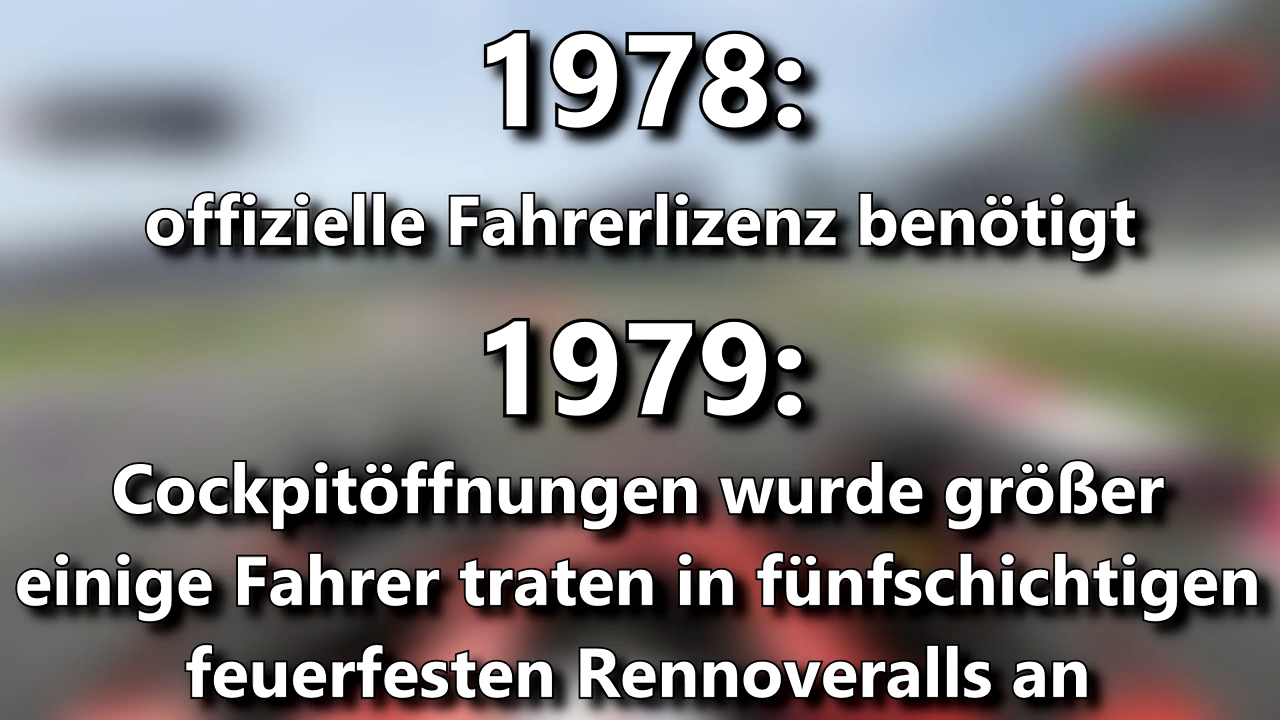 1978:
offizielle Fahrerlizenz benötigt
1979:
Cockpitöffnungen wurde größer
einige Fahrer traten in fünfschichtigen
feuerfesten Rennoveralls an